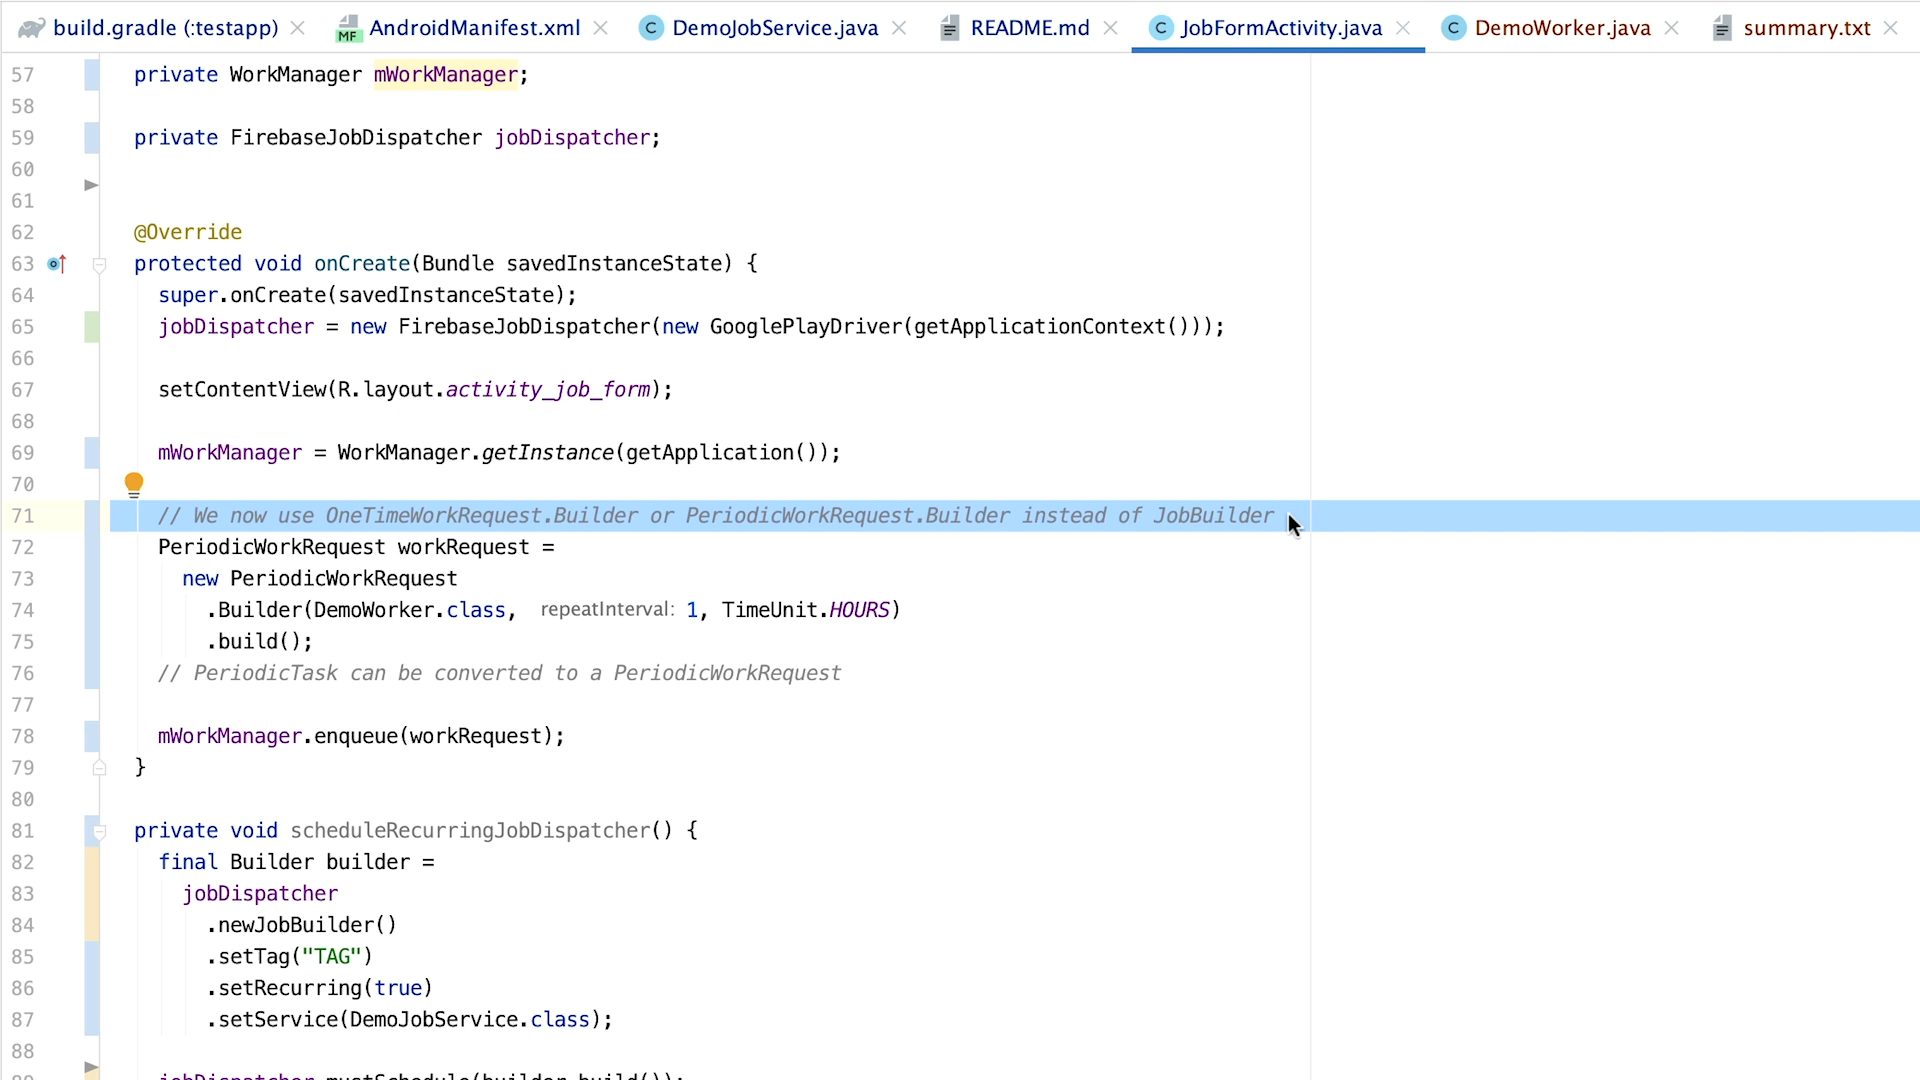 build.gradle (:testapp) AndroidManifest.xml DemoJobService.java README.md JobFormActivity.java DemoWorker.java summary.txt
57 private WorkManager mWorkManager;
58
59 private FirebaseJobDispatcher jobDispatcher;
60
61
62 @Override
63 protected void onCreate(Bundle savedInstanceState) {
64 super.onCreate(savedInstanceState);
65 jobDispatcher = new FirebaseJobDispatcher(new GooglePlayDriver(getApplicationContext()));
66
67 setContentView(R.layout.activity_job_form);
68
69 mWorkManager = WorkManager.getInstance(getApplication());
70
71 // We now use OneTimeWorkRequest.Builder or PeriodicWorkRequest.Builder instead of JobBuilder
72 PeriodicWorkRequest workRequest =
73 new PeriodicWorkRequest
74 .Builder(DemoWorker.class, repeatInterval: 1, TimeUnit.HOURS)
75 .build();
76 // PeriodicTask can be converted to a PeriodicWorkRequest
77
78 mWorkManager.enqueue(workRequest);
79 }
80
81 private void scheduleRecurringJobDispatcher() {
82 final Builder builder =
83 jobDispatcher
84 .newJobBuilder()
85 .setTag("TAG")
86 .setRecurring(true)
87 .setService(DemoJobService.class);
88
89 jobDispatcher.mustSchedule(builder.build());